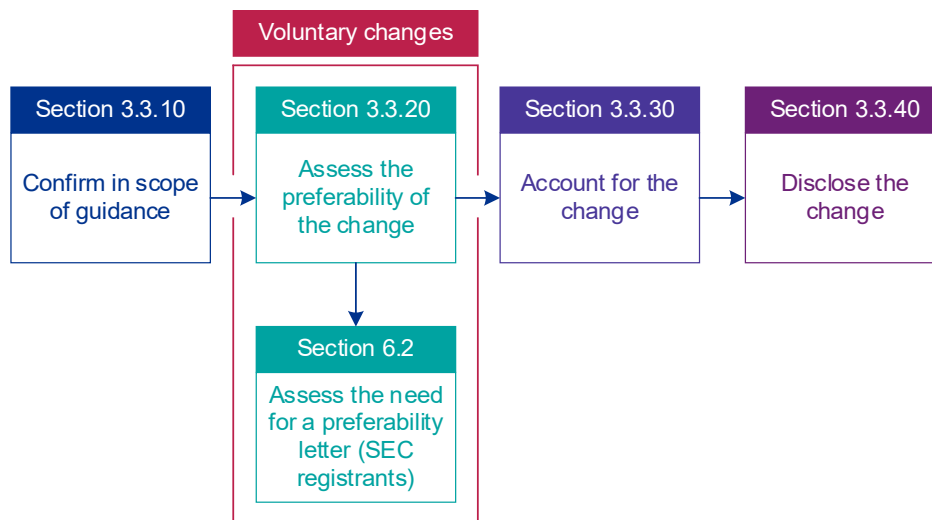 Voluntary changes
Section 3.3.10
Confirm in scope
of guidance
Section 3.3.20
Assess the
preferability of
the change
Section 6.2
Assess the need
for a preferability
letter (SEC
registrants)
Section 3.3.30
Account for the
change
Section 3.3.40
Disclose the
change